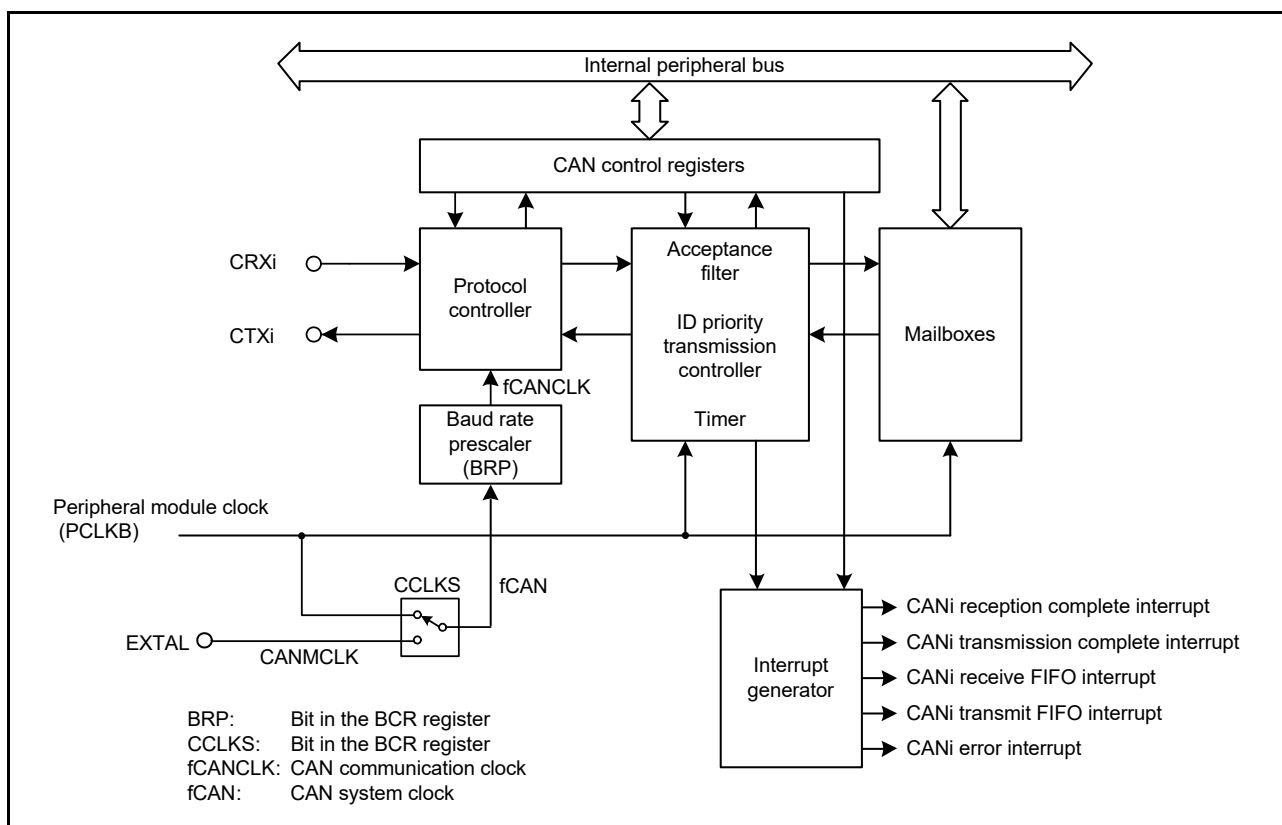 Internal peripheral bus
CAN control registers
CRXi
CTXi
Protocol
controller
Acceptance
filter
ID priority
transmission
controller
Timer
Mailboxes
fCANCLK
Baud rate
prescaler
(BRP)
Peripheral module clock
(PCLKB)
CCLKS
fCAN
EXTAL
CANMCLK
Interrupt
generator
CANi reception complete interrupt
CANi transmission complete interrupt
CANi receive FIFO interrupt
CANi transmit FIFO interrupt
CANi error interrupt
BRP: Bit in the BCR register
CCLKS: Bit in the BCR register
fCANCLK: CAN communication clock
fCAN: CAN system clock